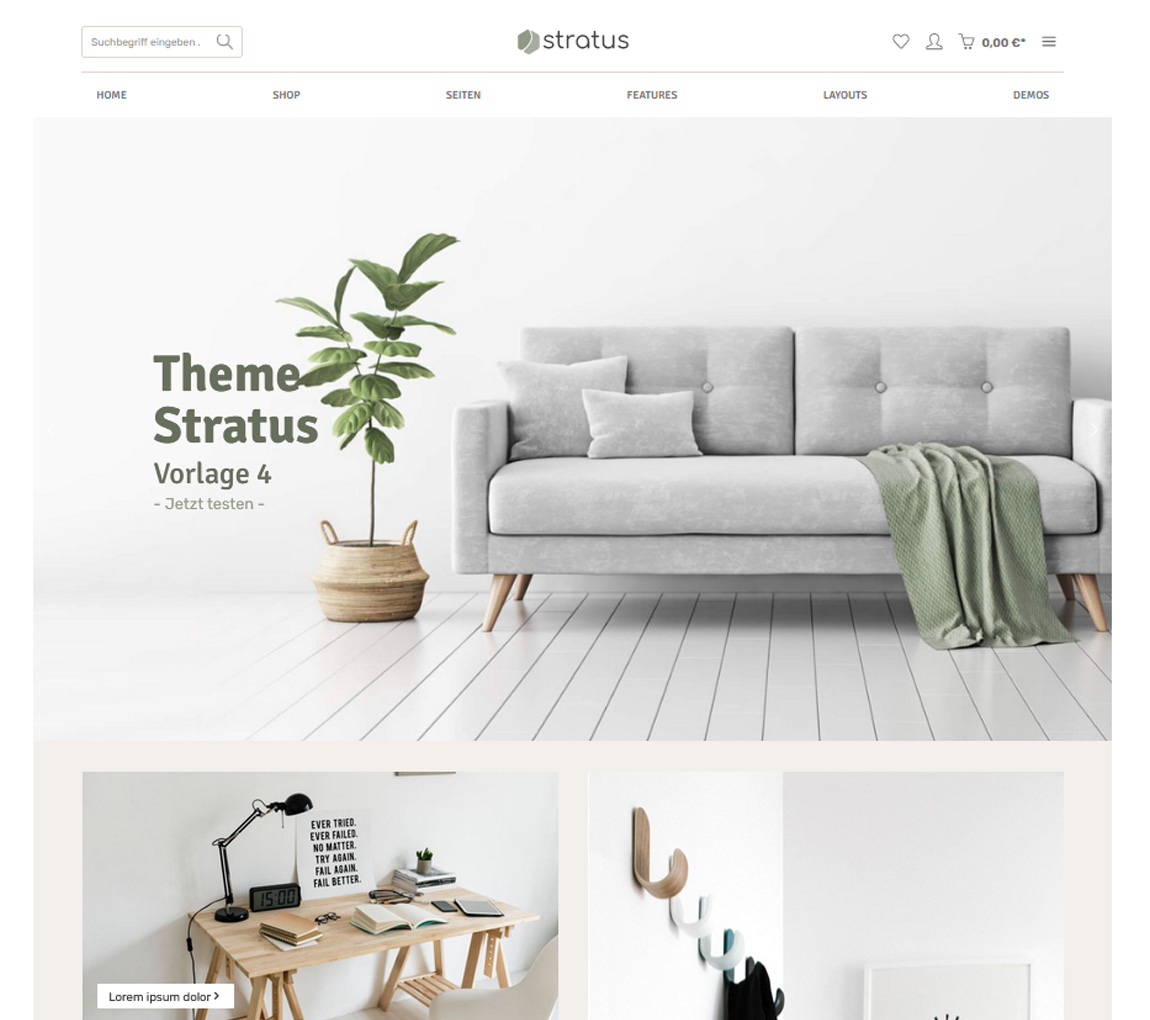 Suchbegriff eingeben .
stratus
0,00 €*
HOME
SHOP
SEITEN
FEATURES
LAYOUTS
DEMOS
Theme
Stratus
Vorlage 4
- Jetzt testen -
EVER TRIED.
EVER FAILED.
NO MATTER.
TRY AGAIN.
FAIL AGAIN.
FAIL BETTER.
15:00
Lorem ipsum dolor